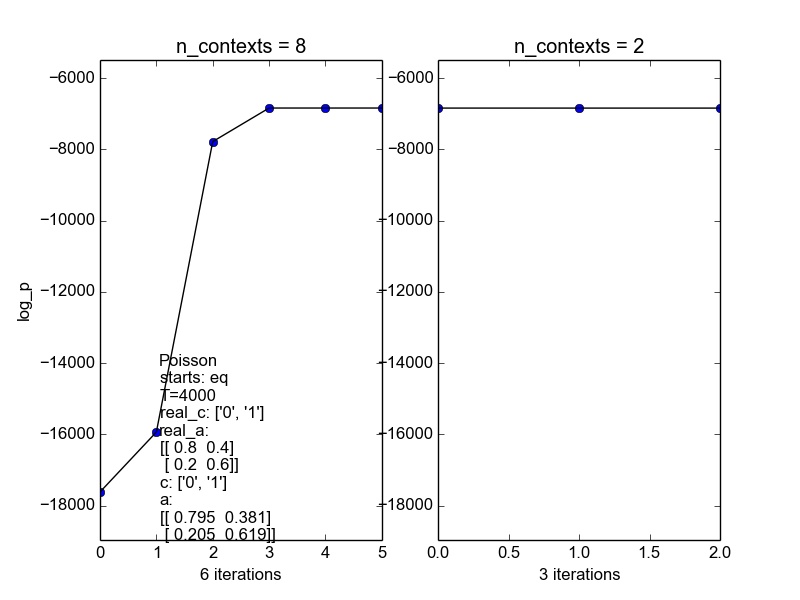 n_contexts = 8
n_contexts = 2
−6000
−8000
−10000
−12000
−14000
−16000
−18000
log_p
Poisson
starts: eq
T=4000
real_c: ['0', '1']
real_a:
[[ 0.8  0.4]
 [ 0.2  0.6]]
c: ['0', '1']
a:
[[ 0.795  0.381]
 [ 0.205  0.619]]
0 1 2 3 4 5
6 iterations
−6000
−8000
−10000
−12000
−14000
−16000
−18000
0.0 0.5 1.0 1.5 2.0
3 iterations